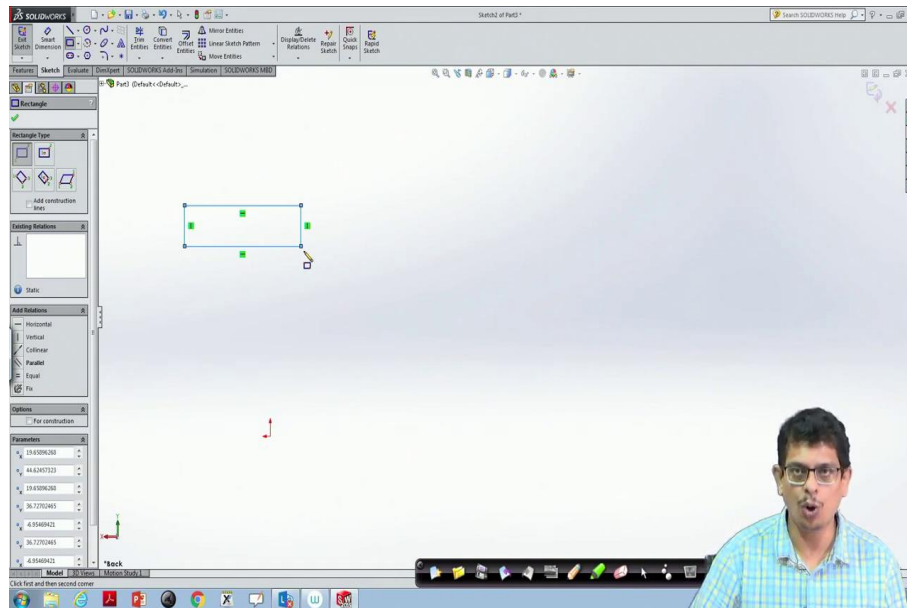 SOLIDWORKS
Sketch2 of Part3 *
Search SOLIDWORKS Help
Exit Sketch
Smart Dimension
Trim Entities
Convert Entities
Offset Entities
Mirror Entities
Linear Sketch Pattern
Move Entities
Display/Delete Relations
Repair Sketch
Quick Snaps
Rapid Sketch
Features Sketch Evaluate DimXpert SOLIDWORKS Add-Ins Simulation SOLIDWORKS MBD
Part3 (Default<<Default>_...
Rectangle ?
Rectangle Type
Add construction lines
Existing Relations
Static
Add Relations
Horizontal
Vertical
Collinear
Parallel
Equal
Fix
Options
For construction
Parameters
19.65096268
44.62457323
19.65096268
36.72702465
-6.95469421
36.72702465
-6.95469421
*Back
Model 3D Views Motion Study 1
Click first and then second corner